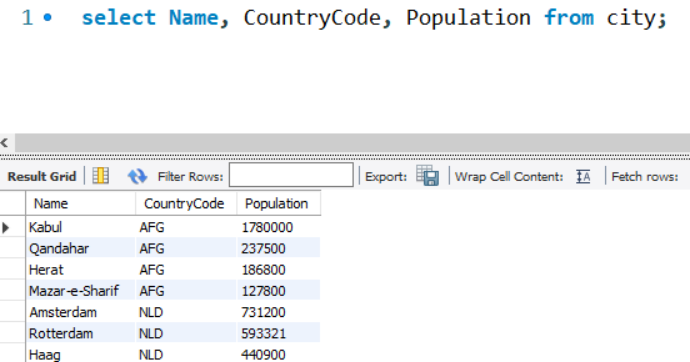 1 select Name, CountryCode, Population from city;
Result Grid Filter Rows: Export: Wrap Cell Content: Fetch rows:
Name CountryCode Population
Kabul AFG 1780000
Qandahar AFG 237500
Herat AFG 186800
Mazar-e-Sharif AFG 127800
Amsterdam NLD 731200
Rotterdam NLD 593321
Haag NLD 440900